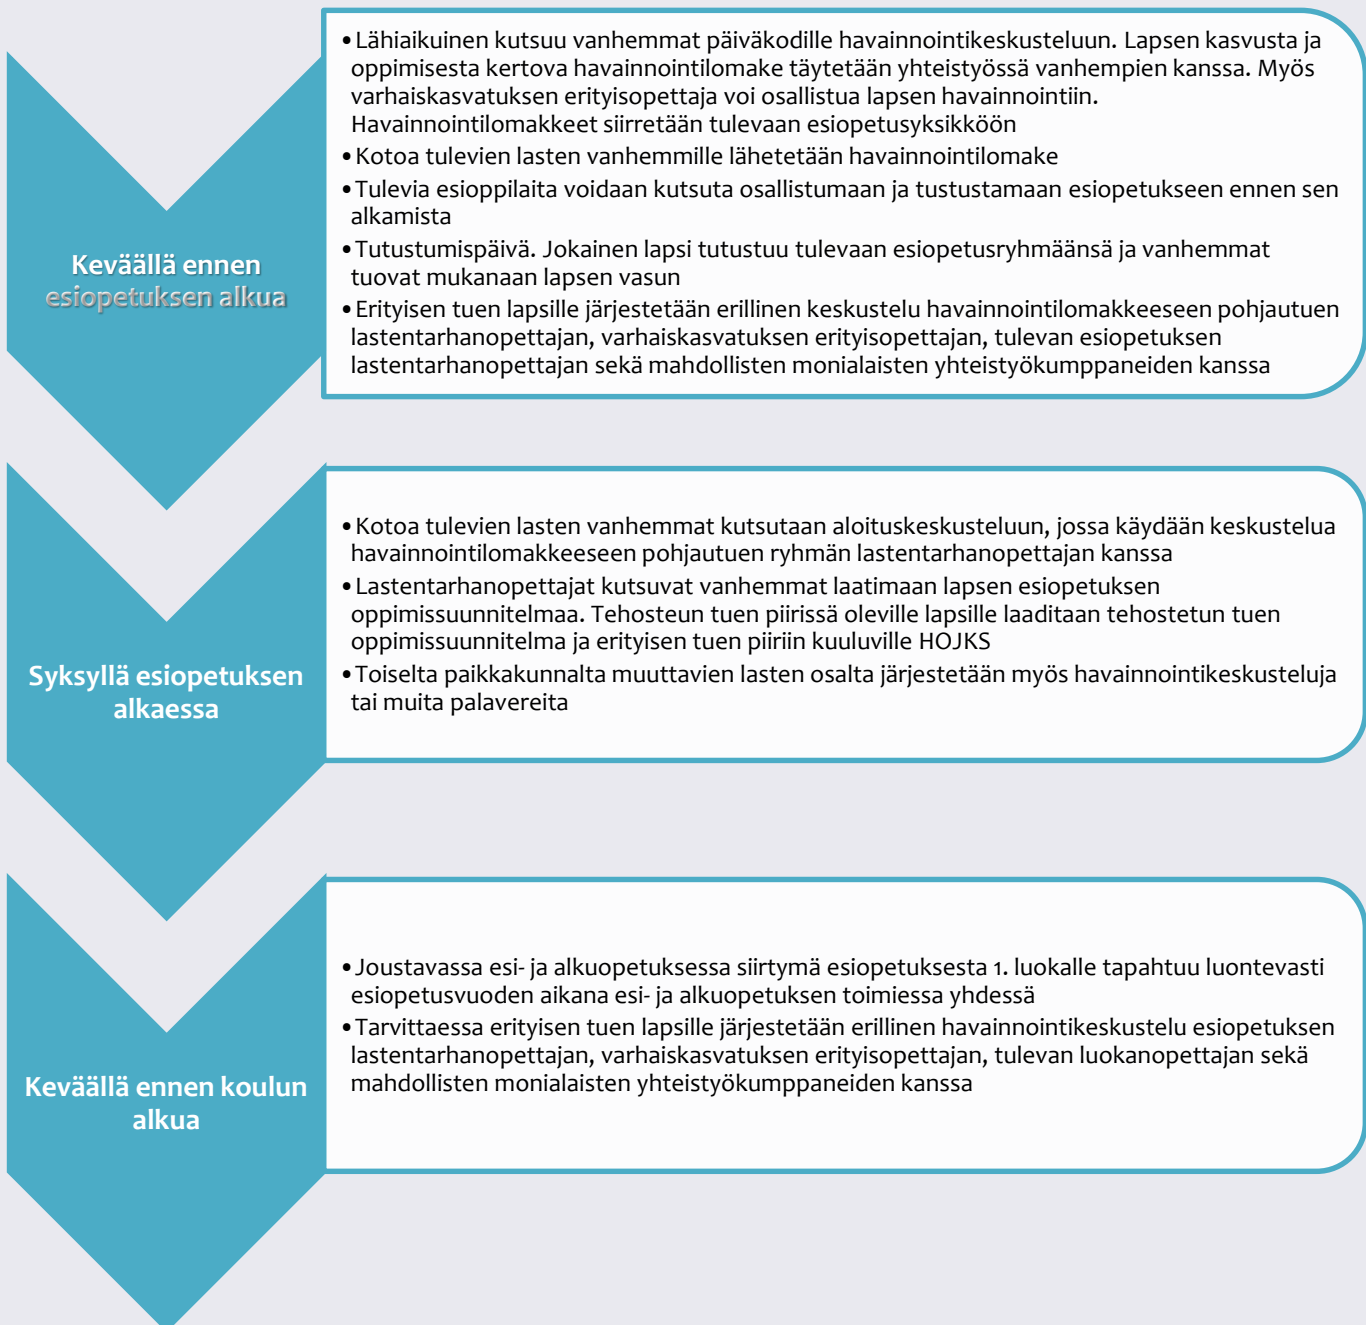 •Lähiaikuinen kutsuu vanhemmat päiväkodille havainnointikeskusteluun. Lapsen kasvusta ja
oppimisesta kertova havainnointilomake täytetään yhteistyössä vanhempien kanssa. Myös
varhaiskasvatuksen erityisopettaja voi osallistua lapsen havainnointiin.
Havainnointilomakkeet siirretään tulevaan esiopetusyksikköön
•Kotoa tulevien lasten vanhemmille lähetetään havainnointilomake
•Tulevia esioppilaita voidaan kutsuta osallistumaan ja tustustamaan esiopetukseen ennen sen
alkamista
•Tutustumispäivä. Jokainen lapsi tutustuu tulevaan esiopetusryhmäänsä ja vanhemmat
tuovat mukanaan lapsen vasun
•Erityisen tuen lapsille järjestetään erillinen keskustelu havainnointilomakkeeseen pohjautuen
lastentarhanopettajan, varhaiskasvatuksen erityisopettajan, tulevan esiopetuksen
lastentarhanopettajan sekä mahdollisten monialaisten yhteistyökumppaneiden kanssa
Keväällä ennen
esiopetuksen alkua
•Kotoa tulevien lasten vanhemmat kutsutaan aloituskeskusteluun, jossa käydään keskustelua
havainnointilomakkeeseen pohjautuen ryhmän lastentarhanopettajan kanssa
•Lastentarhanopettajat kutsuvat vanhemmat laatimaan lapsen esiopetuksen
oppimissuunnitelmaa. Tehosteun tuen piirissä oleville lapsille laaditaan tehostetun tuen
oppimissuunnitelma ja erityisen tuen piiriin kuuluville HOJKS
•Toiselta paikkakunnalta muuttavien lasten osalta järjestetään myös havainnointikeskusteluja
tai muita palavereita
Syksyllä esiopetuksen
alkaessa
•Joustavassa esi- ja alkuopetuksessa siirtymä esiopetuksesta 1. luokalle tapahtuu luontevasti
esiopetusvuoden aikana esi- ja alkuopetuksen toimiessa yhdessä
•Tarvittaessa erityisen tuen lapsille järjestetään erillinen havainnointikeskustelu esiopetuksen
lastentarhanopettajan, varhaiskasvatuksen erityisopettajan, tulevan luokanopettajan sekä
mahdollisten monialaisten yhteistyökumppaneiden kanssa
Keväällä ennen koulun
alkua